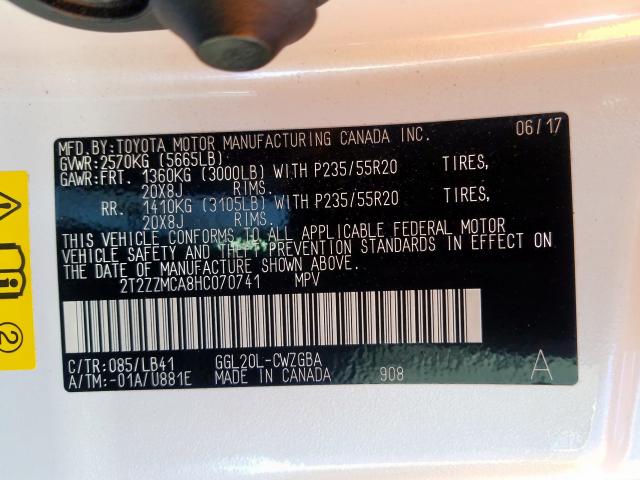 MFD.BY:TOYOTA MOTOR MANUFACTURING CANADA INC. 06/17
GVWR:2570KG (5665LB)
GAWR:FRT. 1360KG (3000LB) WITH P235/55R20 TIRES,
20X8J RIMS.
RR. 1410KG (3105LB) WITH P235/55R20 TIRES,
20X8J RIMS.
THIS VEHICLE CONFORMS TO ALL APPLICABLE FEDERAL MOTOR
VEHICLE SAFETY AND THEFT PREVENTION STANDARDS IN EFFECT ON
THE DATE OF MANUFACTURE SHOWN ABOVE.
2T2ZZMCA8HC070741 MPV
C/TR:085/LB41 GGL20L-CWZGBA
A/TM:-01A/U881E MADE IN CANADA 908 A
2